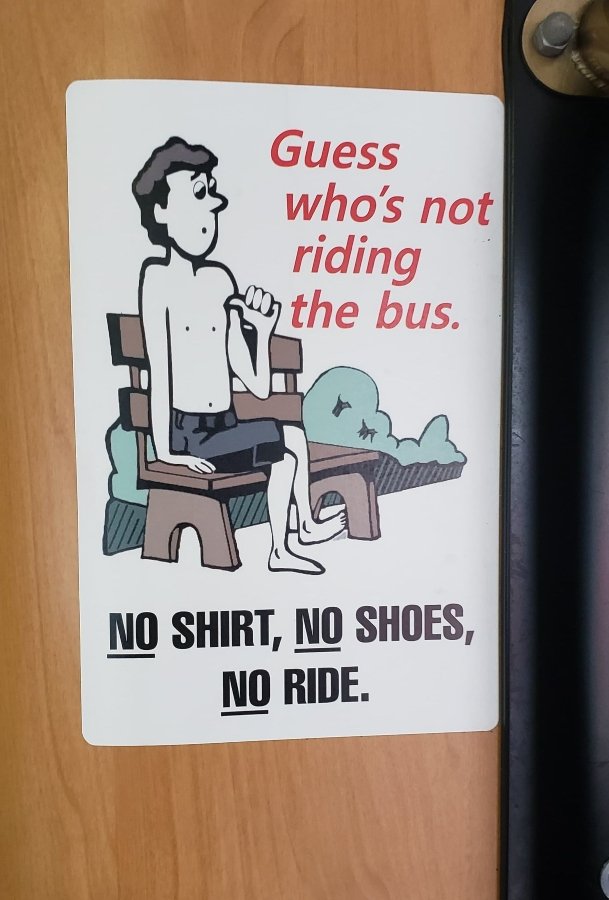 Guess
who's not
riding
the bus.
NO SHIRT, NO SHOES,
NO RIDE.